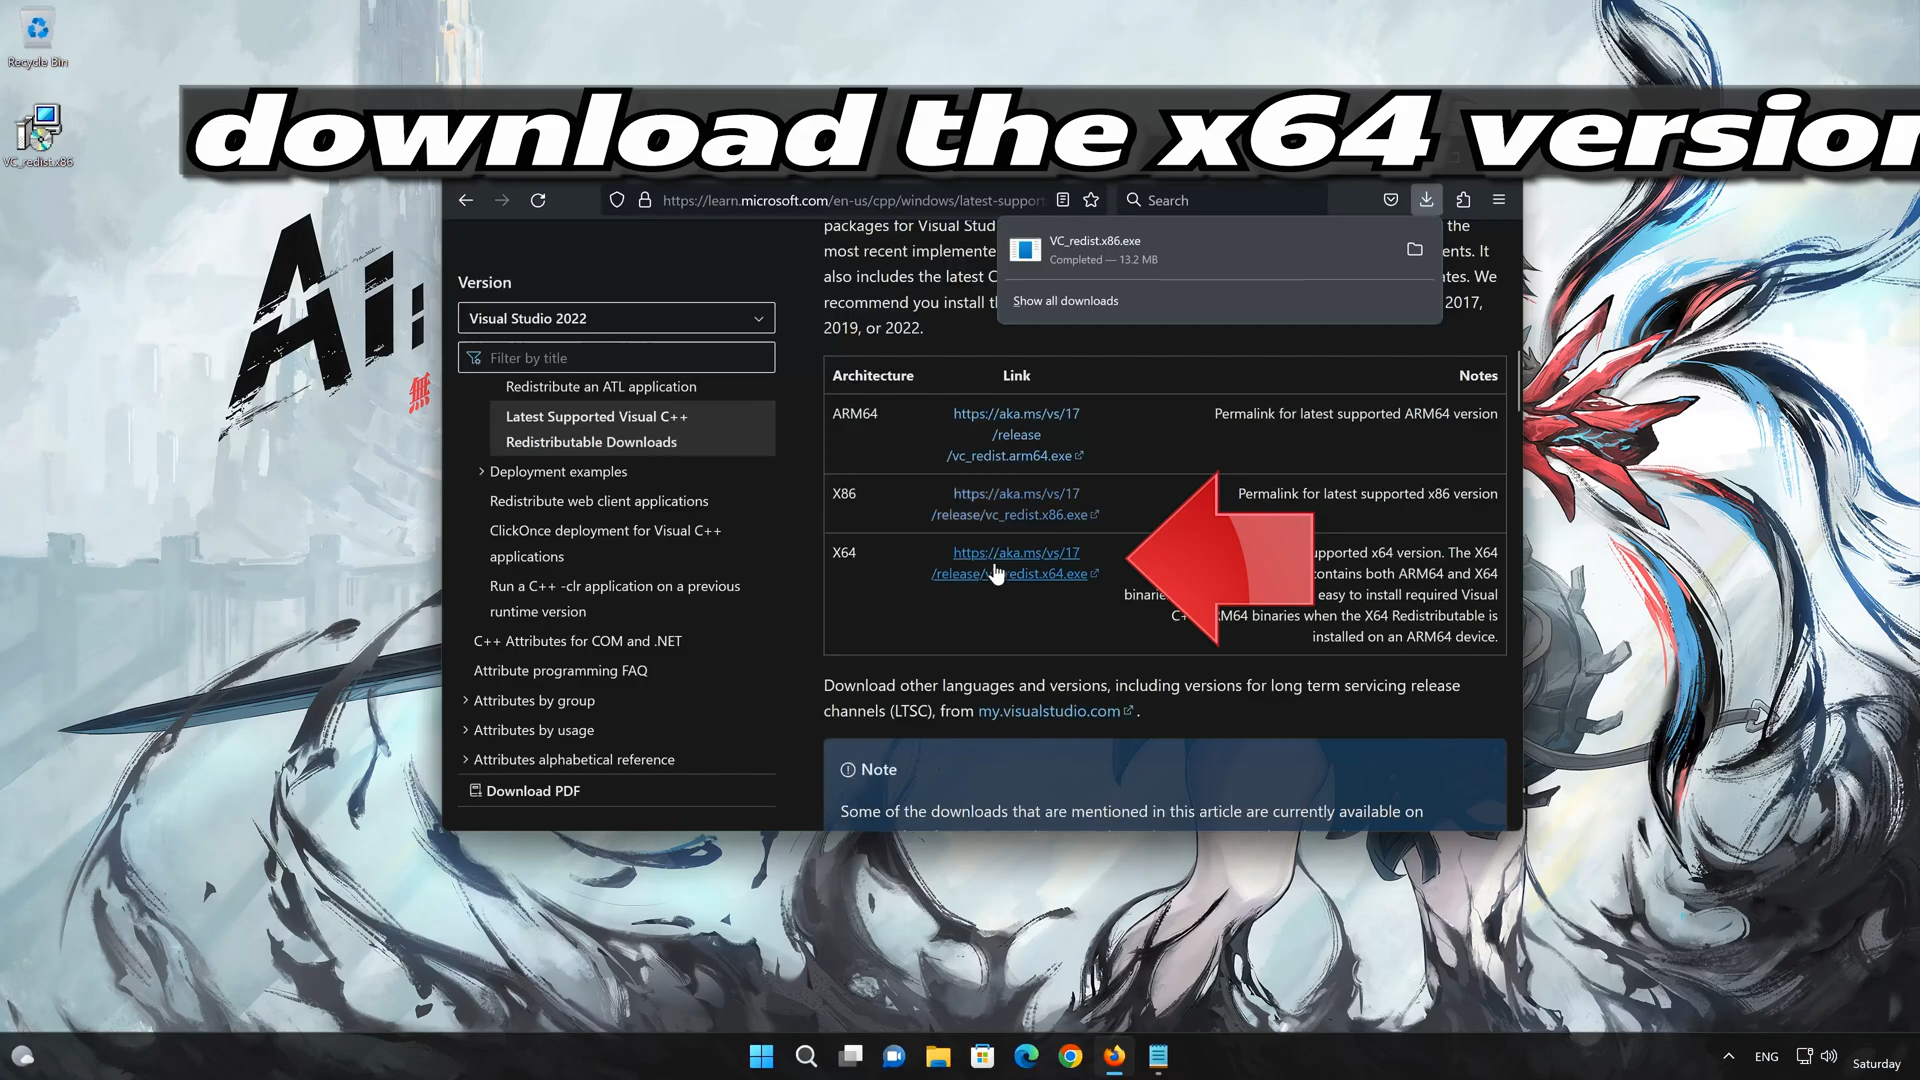 Recycle Bin
VC_redist.x86
download the x64 version
https://learn.microsoft.com/en-us/cpp/windows/latest-support
Search
VC_redist.x86.exe
Completed — 13.2 MB
Show all downloads
packages for Visual Stud
the
most recent implemente
ents. It
also includes the latest C
ates. We
recommend you install t
2017,
2019, or 2022.
Version
Visual Studio 2022
Filter by title
Redistribute an ATL application
Latest Supported Visual C++
Redistributable Downloads
Deployment examples
Redistribute web client applications
ClickOnce deployment for Visual C++
applications
Run a C++ -clr application on a previous
runtime version
C++ Attributes for COM and .NET
Attribute programming FAQ
Attributes by group
Attributes by usage
Attributes alphabetical reference
Download PDF
Architecture Link Notes
ARM64 https://aka.ms/vs/17 Permalink for latest supported ARM64 version
/release
/vc_redist.arm64.exe
X86 https://aka.ms/vs/17 Permalink for latest supported x86 version
/release/vc_redist.x86.exe
X64 https://aka.ms/vs/17 upported x64 version. The X64
/release/v redist.x64.exe contains both ARM64 and X64
binarie easy to install required Visual
C+ RM64 binaries when the X64 Redistributable is
installed on an ARM64 device.
Download other languages and versions, including versions for long term servicing release
channels (LTSC), from my.visualstudio.com.
Note
Some of the downloads that are mentioned in this article are currently available on
Ai:
無
ENG
Saturday